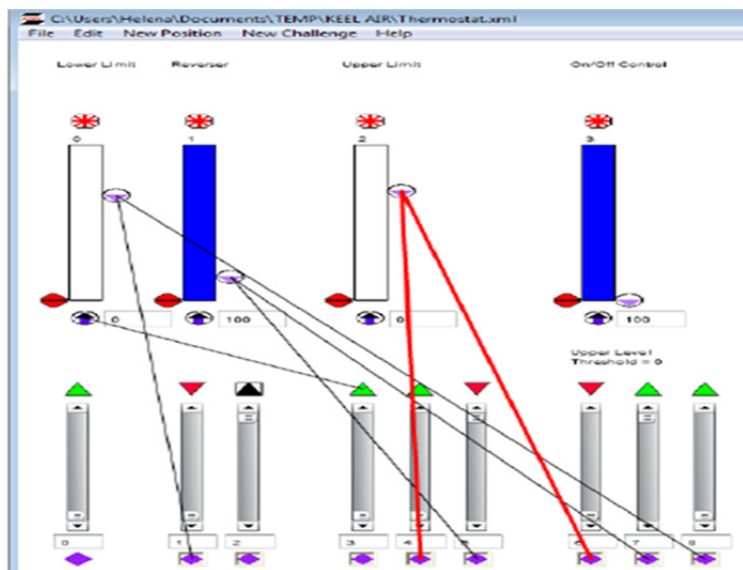 C:\Users\Helena\Documents\TEMP\KEEL AIR\Thermostat.xml
File Edit New Position New Challenge Help
Lower Limit Reverser Upper Limit On/Off Control
0 1 2 3
0 100 0 100
Upper Level
Threshold = 0
0 1 2 3 4 5 6 7 8